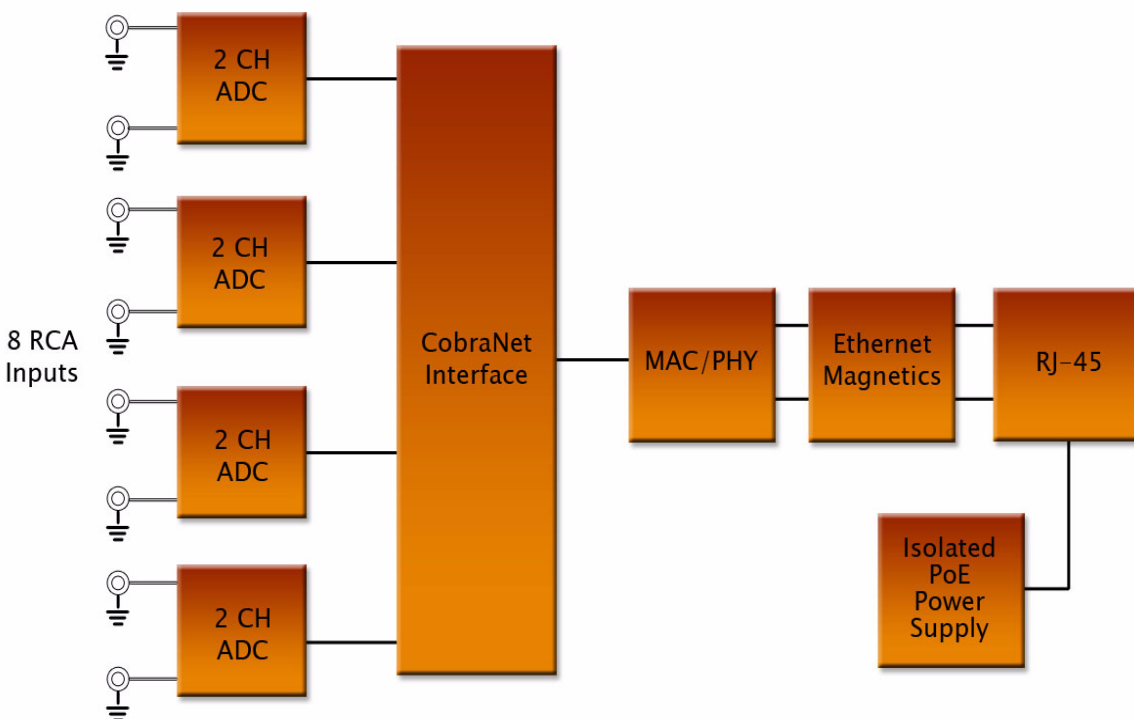 2 CH
ADC
2 CH
ADC
8 RCA
Inputs
2 CH
ADC
2 CH
ADC
CobraNet
Interface
MAC/PHY
Ethernet
Magnetics
RJ-45
Isolated
PoE
Power
Supply